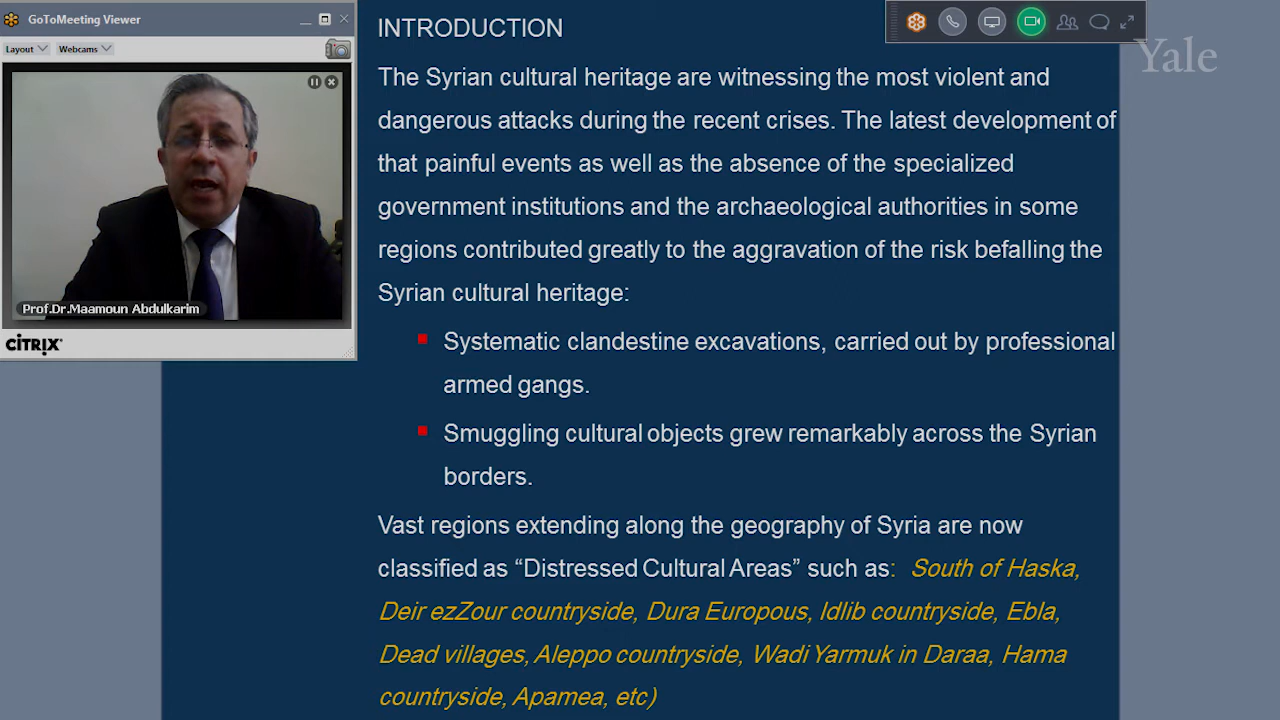 GoToMeeting Viewer
Layout
Webcams
Prof.Dr.Maamoun Abdulkarim
CİTRIX
Yale
INTRODUCTION
The Syrian cultural heritage are witnessing the most violent and
dangerous attacks during the recent crises. The latest development of
that painful events as well as the absence of the specialized
government institutions and the archaeological authorities in some
regions contributed greatly to the aggravation of the risk befalling the
Syrian cultural heritage:
Systematic clandestine excavations, carried out by professional
armed gangs.
Smuggling cultural objects grew remarkably across the Syrian
borders.
Vast regions extending along the geography of Syria are now
classified as “Distressed Cultural Areas” such as: South of Haska,
Deir ezZour countryside, Dura Europous, Idlib countryside, Ebla,
Dead villages, Aleppo countryside, Wadi Yarmuk in Daraa, Hama
countryside, Apamea, etc)